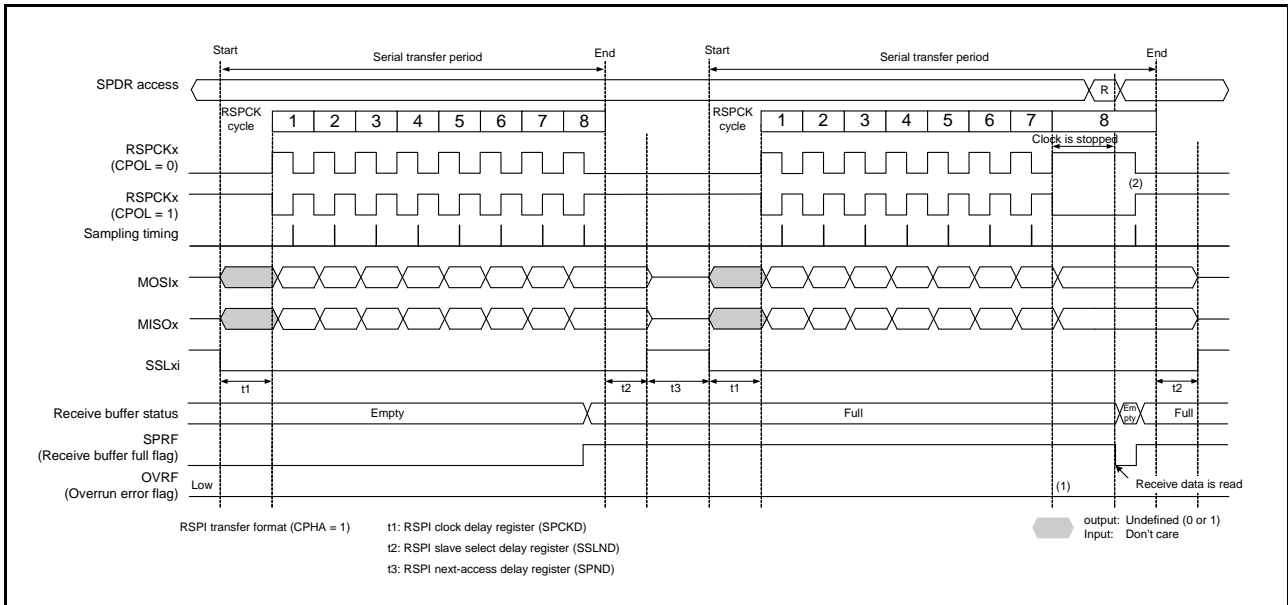 Start
Serial transfer period
End
Start
Serial transfer period
End
SPDR access
R
RSPCK
cycle
1 2 3 4 5 6 7 8
RSPCK
cycle
1 2 3 4 5 6 7 8
Clock is stopped
RSPCKx
(CPOL = 0)
(2)
RSPCKx
(CPOL = 1)
Sampling timing
MOSIx
MISOx
SSLxi
t1
t2
t3
t1
t2
Receive buffer status
Empty
Full
Em
pty
Full
SPRF
(Receive buffer full flag)
OVRF
(Overrun error flag)
Low
(1)
Receive data is read
RSPI transfer format (CPHA = 1)
t1: RSPI clock delay register (SPCKD)
t2: RSPI slave select delay register (SSLND)
t3: RSPI next-access delay register (SPND)
output: Undefined (0 or 1)
Input: Don't care